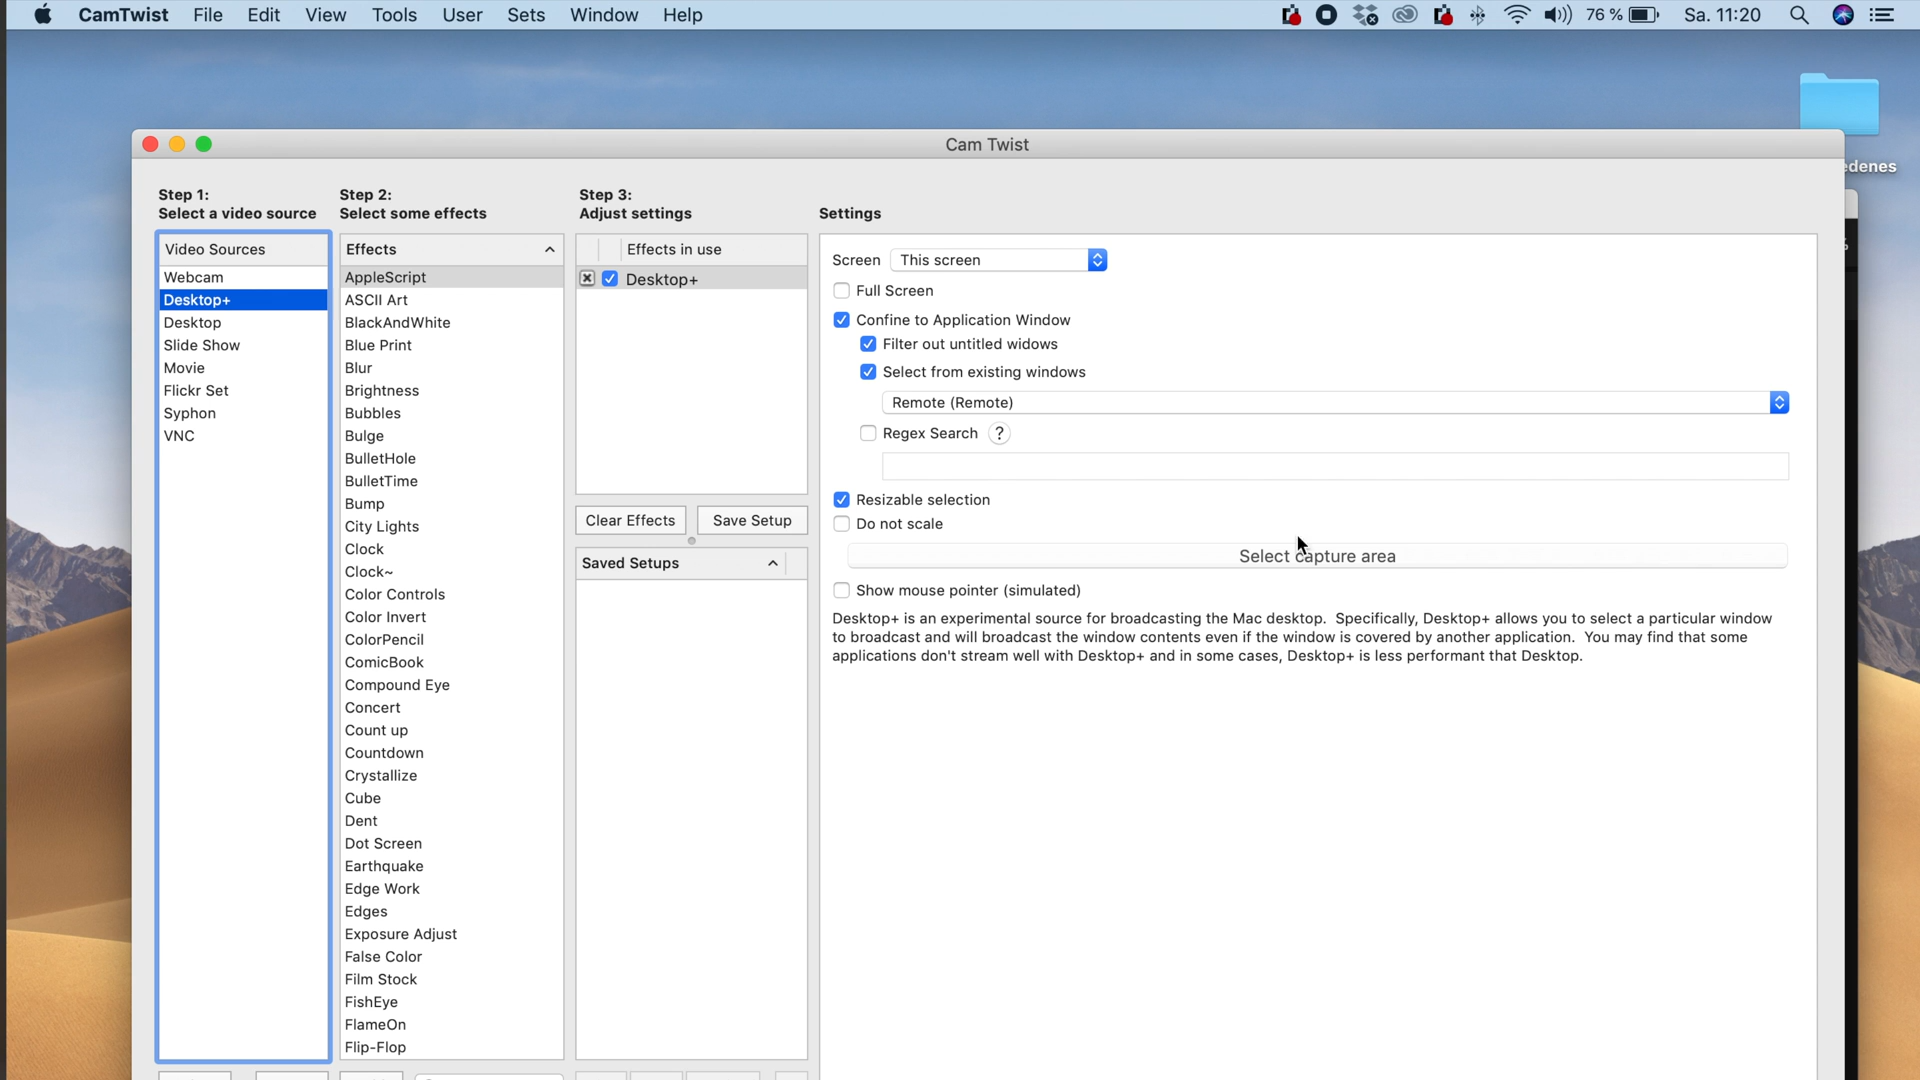 CamTwist File Edit View Tools User Sets Window Help 76 % Sa. 11:20
edenes
Cam Twist
Step 1:
Select a video source
Step 2:
Select some effects
Step 3:
Adjust settings
Settings
Video Sources
Webcam
Desktop+
Desktop
Slide Show
Movie
Flickr Set
Syphon
VNC
Effects
AppleScript
ASCII Art
BlackAndWhite
Blue Print
Blur
Brightness
Bubbles
Bulge
BulletHole
BulletTime
Bump
City Lights
Clock
Clock~
Color Controls
Color Invert
ColorPencil
ComicBook
Compound Eye
Concert
Count up
Countdown
Crystallize
Cube
Dent
Dot Screen
Earthquake
Edge Work
Edges
Exposure Adjust
False Color
Film Stock
FishEye
FlameOn
Flip-Flop
Effects in use
Desktop+
Clear Effects Save Setup
Saved Setups
Screen This screen
Full Screen
Confine to Application Window
Filter out untitled widows
Select from existing windows
Remote (Remote)
Regex Search ?
Resizable selection
Do not scale
Select capture area
Show mouse pointer (simulated)
Desktop+ is an experimental source for broadcasting the Mac desktop. Specifically, Desktop+ allows you to select a particular window
to broadcast and will broadcast the window contents even if the window is covered by another application. You may find that some
applications don't stream well with Desktop+ and in some cases, Desktop+ is less performant that Desktop.